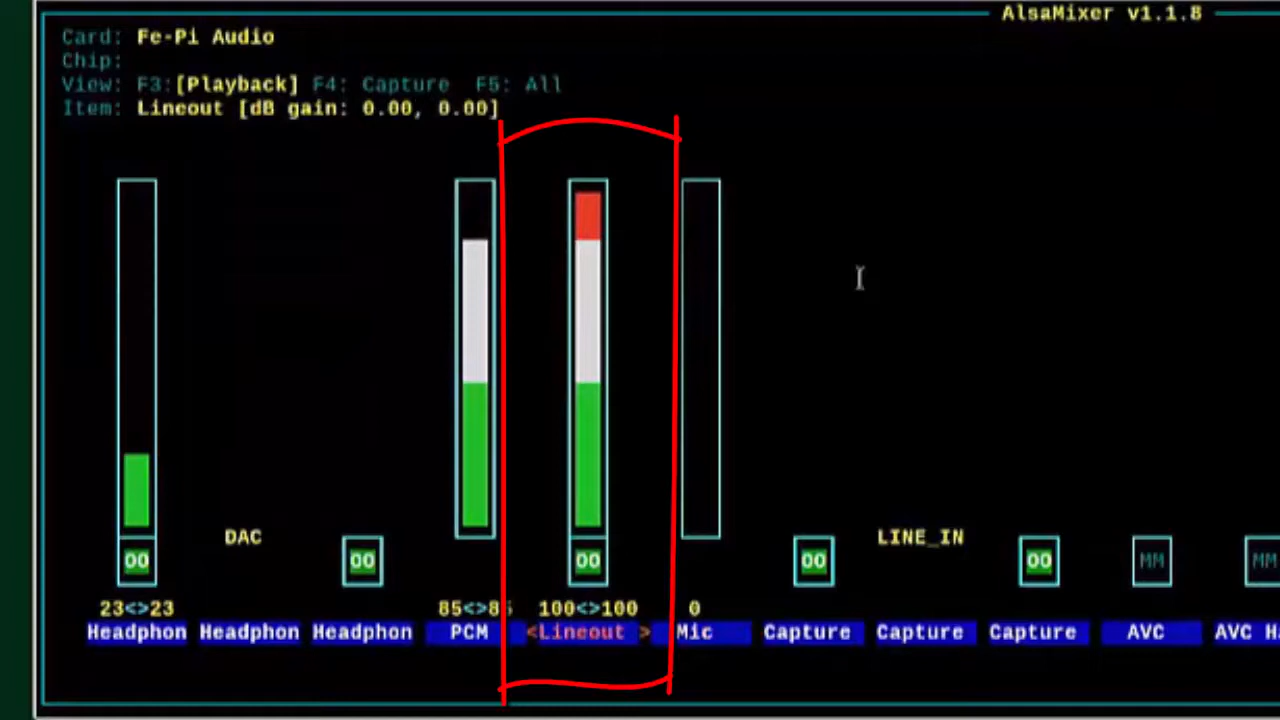 AlsaMixer v1.1.8
Card: Fe-Pi Audio
Chip:
View: F3:[Playback] F4: Capture F5: All
Item: Lineout [dB gain: 0.00, 0.00]
DAC LINE_IN
OO OO OO OO OO MM MM
23<>23 85<>85 100<>100 0
Headphon Headphon Headphon PCM <Lineout > Mic Capture Capture Capture AVC AVC H